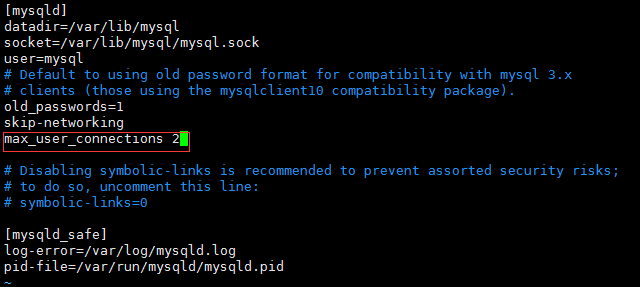 [mysqld]
datadir=/var/lib/mysql
socket=/var/lib/mysql/mysql.sock
user=mysql
# Default to using old password format for compatibility with mysql 3.x
# clients (those using the mysqlclient10 compatibility package).
old_passwords=1
skip-networking
max_user_connections 2
# Disabling symbolic-links is recommended to prevent assorted security risks;
# to do so, uncomment this line:
# symbolic-links=0
[mysqld_safe]
log-error=/var/log/mysqld.log
pid-file=/var/run/mysqld/mysqld.pid
~